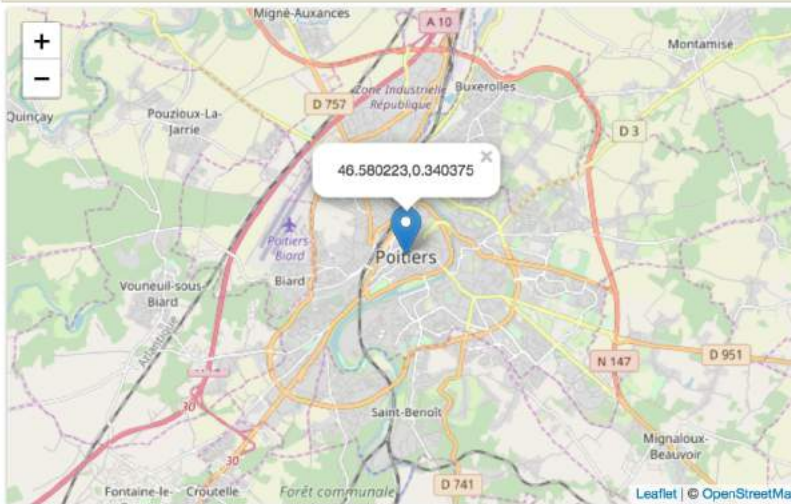 Migné-Auxances
A 10
+
Montamisé
−
Zone Industrielle
République
Buxerolles
D 757
Quinçay
Pouzioux-La-
Jarrie
D 3
46.580223,0.340375
×
Poitiers
Biard
Poitiers
Biard
Vouneuil-sous-
Biard
Atlantique
N 147
D 951
30
Saint-Benoît
Mignaloux-
Beauvoir
30
D 741
Fontaine-le-
Croutelle
Forêt communale
Leaflet | © OpenStreetMa